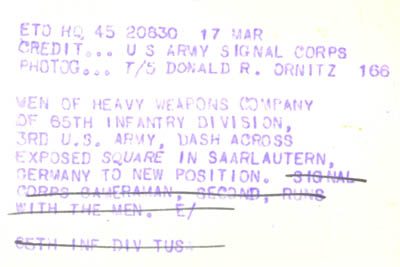 ETO HQ 45 20830 17 MAR
CREDIT... U S ARMY SIGNAL CORPS
PHOTOG... T/5 DONALD R. ORNITZ 166
MEN OF HEAVY WEAPONS COMPANY
OF 65TH INFANTRY DIVISION,
3RD U.S. ARMY, DASH ACROSS
EXPOSED SQUARE IN SAARLAUTERN,
GERMANY TO NEW POSITION. SIGNAL
CORPS CAMERAMAN, SECOND, RUNS
WITH THE MEN. E/
65TH INF DIV TUSA